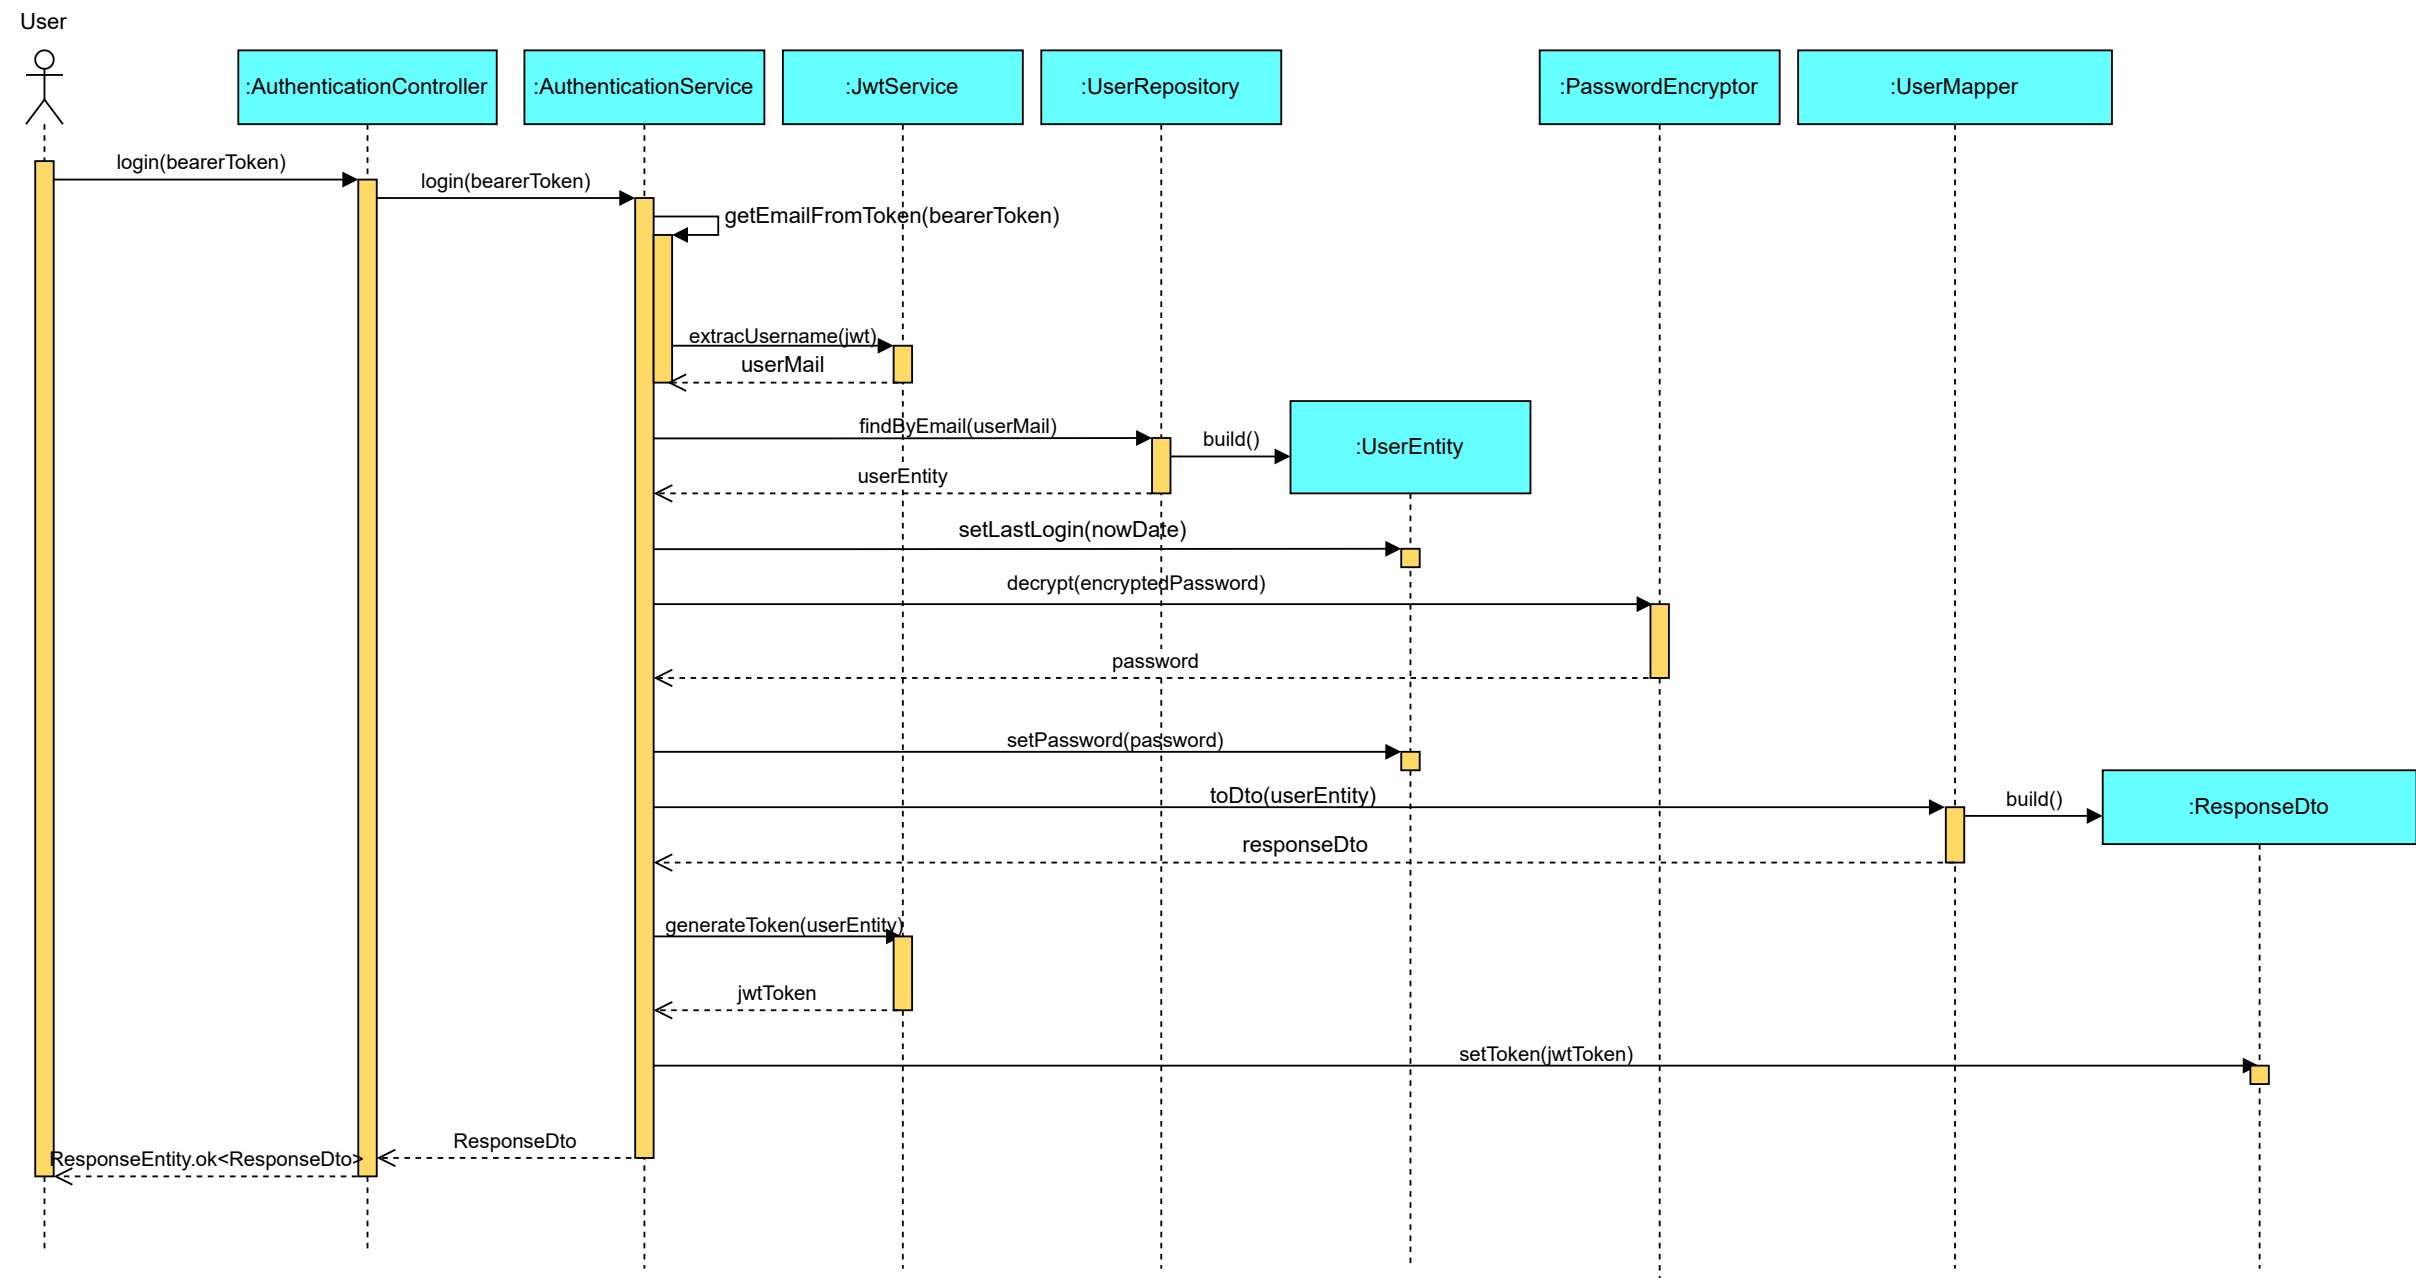 User
:AuthenticationController
:AuthenticationService
:JwtService
:UserRepository
:PasswordEncryptor
:UserMapper
login(bearerToken)
login(bearerToken)
getEmailFromToken(bearerToken)
extracUsername(jwt)
userMail
findByEmail(userMail)
build()
:UserEntity
userEntity
setLastLogin(nowDate)
decrypt(encryptedPassword)
password
setPassword(password)
toDto(userEntity)
build()
:ResponseDto
responseDto
generateToken(userEntity)
jwtToken
setToken(jwtToken)
ResponseDto
ResponseEntity.ok<ResponseDto>